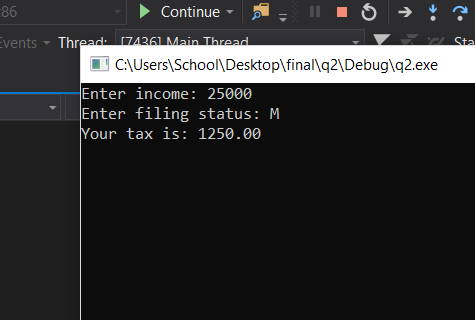 86 Continue
Events Thread: [7436] Main Thread Sta
C:\Users\School\Desktop\final\q2\Debug\q2.exe
Enter income: 25000
Enter filing status: M
Your tax is: 1250.00